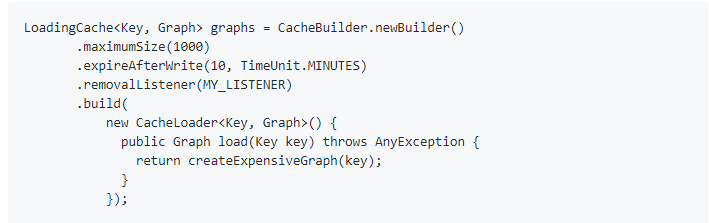 LoadingCache<Key, Graph> graphs = CacheBuilder.newBuilder()
        .maximumSize(1000)
        .expireAfterWrite(10, TimeUnit.MINUTES)
        .removalListener(MY_LISTENER)
        .build(
            new CacheLoader<Key, Graph>() {
              public Graph load(Key key) throws AnyException {
                return createExpensiveGraph(key);
              }
            });